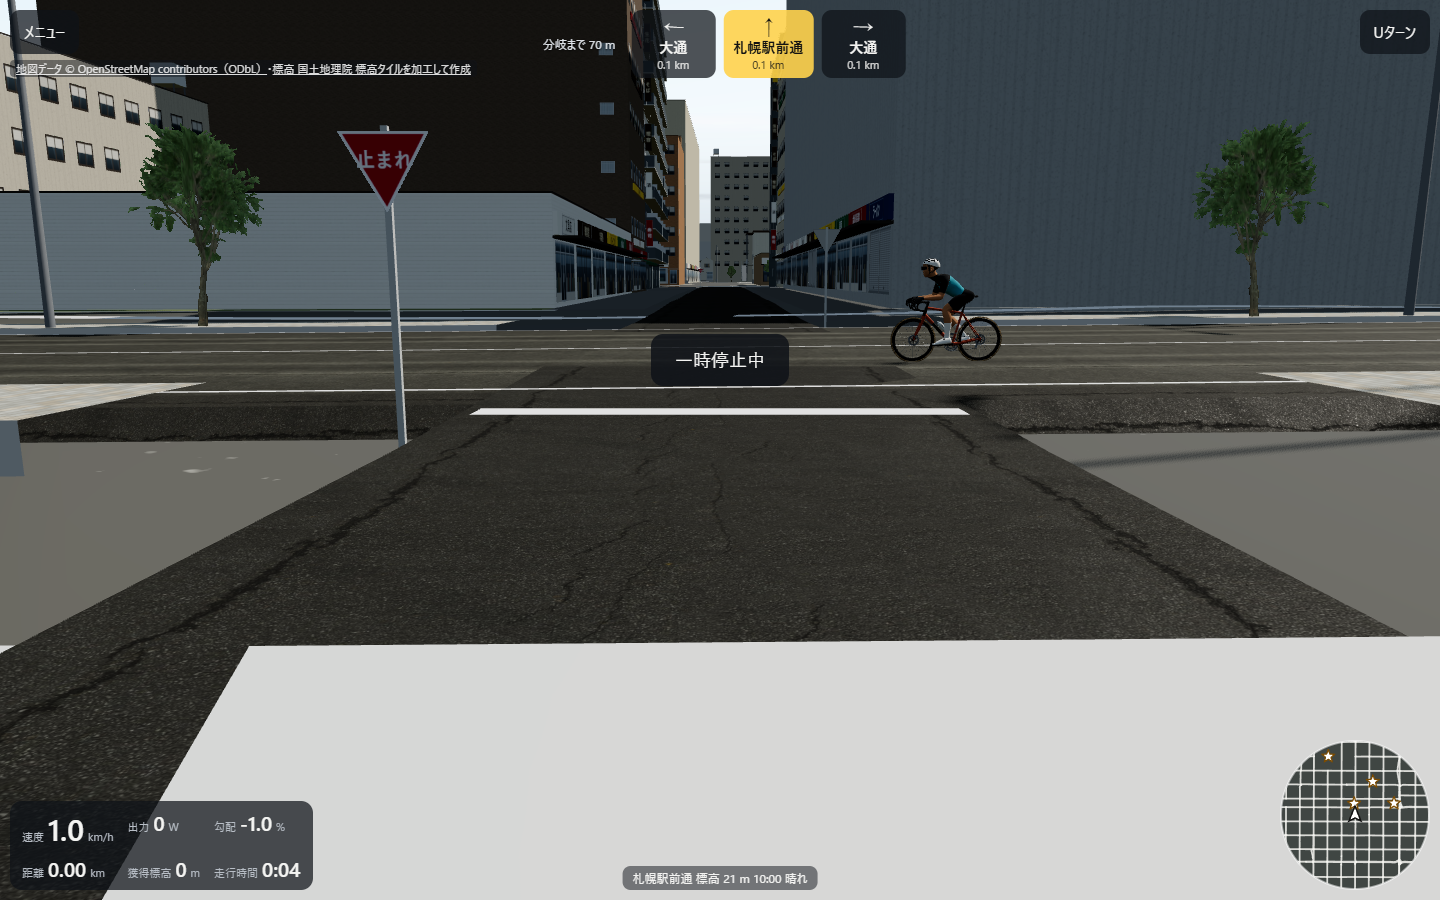 メニュー
地図データ © OpenStreetMap contributors（ODbL）・標高 国土地理院 標高タイルを加工して作成
分岐まで 70 m
←
大通
0.1 km
↑
札幌駅前通
0.1 km
→
大通
0.1 km
Uターン
止まれ
一時停止中
速度 1.0 km/h
出力 0 W
勾配 -1.0 %
距離 0.00 km
獲得標高 0 m
走行時間 0:04
札幌駅前通 標高 21 m 10:00 晴れ